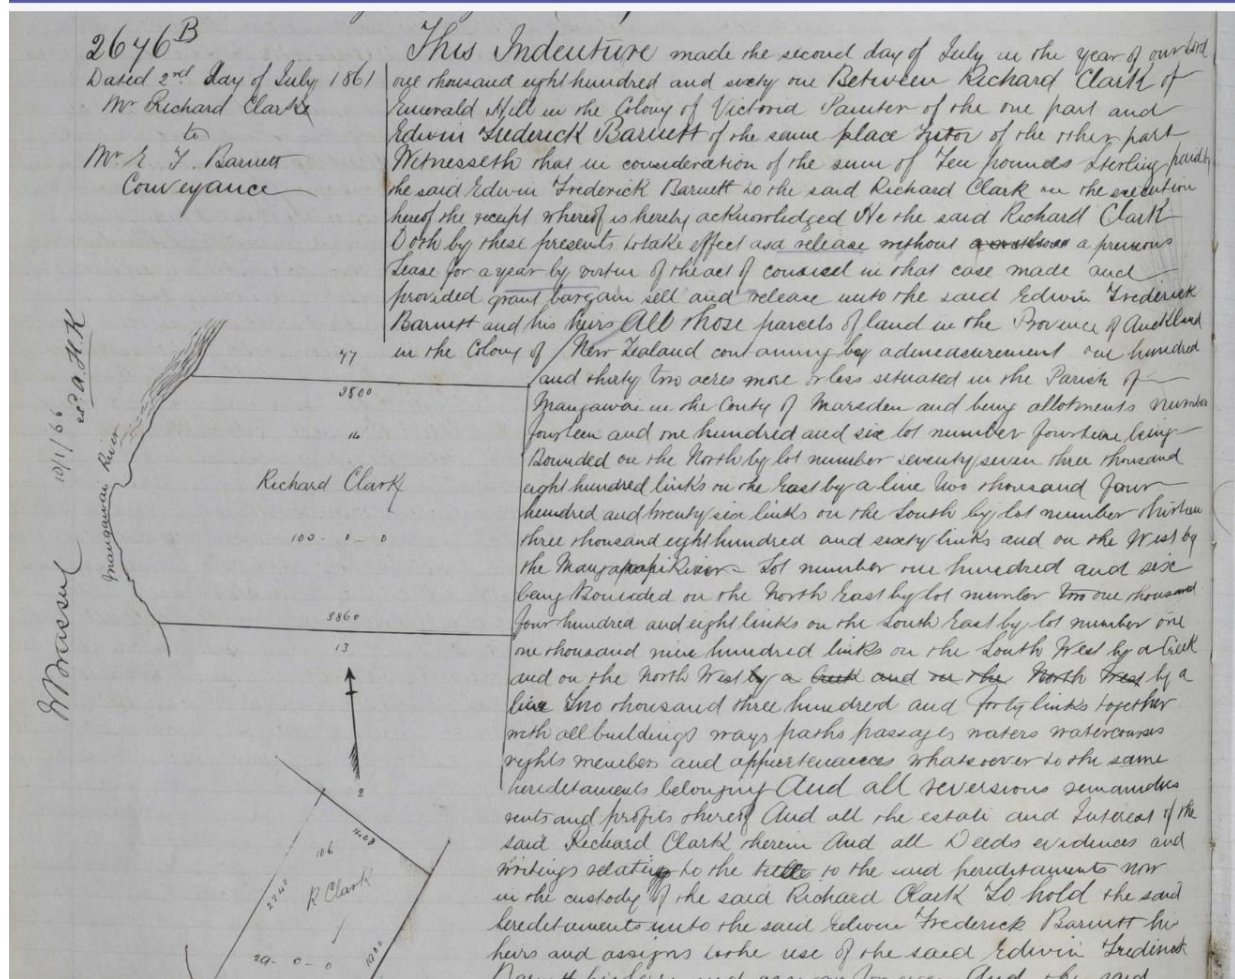 2646B
Dated 2nd Day of July 1861
Mr Richard Clarke
to
Mr E. F. Barnett
Conveyance
This Indenture made the second day of July in the year of our Lord
one thousand eight hundred and sixty one Between Richard Clark of
Emerald Hill in the Colony of Victoria Painter of the one part and
Edwin Frederick Barnett of the same place Tutor of the other part
Witnesseth that in consideration of the sum of Ten pounds Sterling paid by
the said Edwin Frederick Barnett to the said Richard Clark on the execution
hereof the receipt whereof is hereby acknowledged He the said Richard Clark
Doth by these presents to take effect as a release without a previous
Lease for a year by virtue of the act of council in that case made and
provided grant bargain sell and release unto the said Edwin Frederick
Barnett and his heirs All those parcels of land in the Province of Auckland
in the Colony of New Zealand containing by admeasurement one hundred
and thirty two acres more or less situated in the Parish of
Mangawai in the County of Marsden and being allotments number
fourteen and one hundred and six lot number fourteen being
Bounded on the North by lot number seventy seven three thousand
eight hundred links on the East by a line two thousand four
hundred and twenty six links on the South by lot number thirteen
three thousand eight hundred and sixty links and on the West by
the River Lot number one hundred and six
being Bounded on the North East by lot number two one thousand
four hundred and eight links on the South East by lot number one
one thousand nine hundred links on the South West by a Creek
and on the North West by a Creek and on the North West by a
line Two thousand three hundred and forty links together
with all buildings ways paths passages waters watercourses
rights members and appurtenances whatsoever to the same
hereditaments belonging And all reversions remainders
rents and profits thereof And all the estate and Interest of the
said Richard Clark therein And all Deeds evidences and
writings relating to the title to the said hereditaments now
in the custody of the said Richard Clark To hold the said
hereditaments unto the said Edwin Frederick Barnett his
heirs and assigns to the use of the said Edwin Frederick
Barnett his heirs and assigns for ever And the said
77
3800
14
Richard Clark
103 - 0 - 0
Mangawai River
3860
13
10/1/66
2
1408
106
R Clark
2340
29 - 0 - 0
1900
1